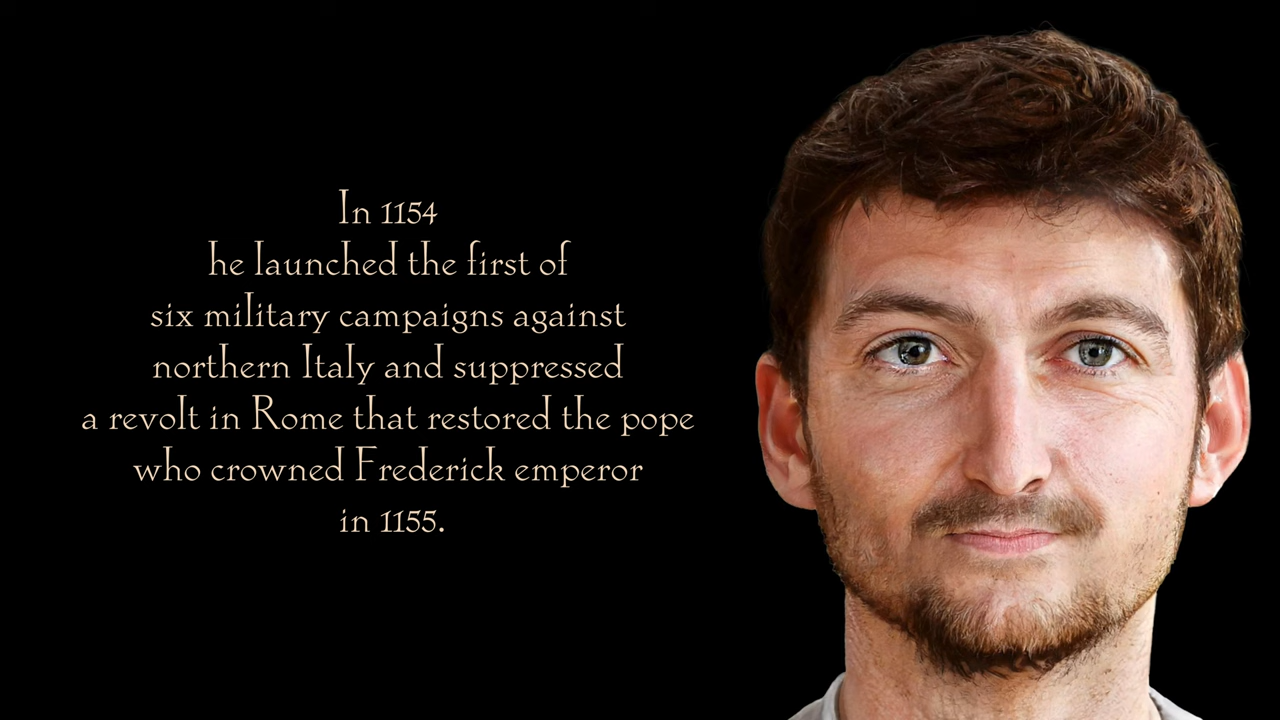 In 1154
he launched the first of
six military campaigns against
northern Italy and suppressed
a revolt in Rome that restored the pope
who crowned Frederick emperor
in 1155.